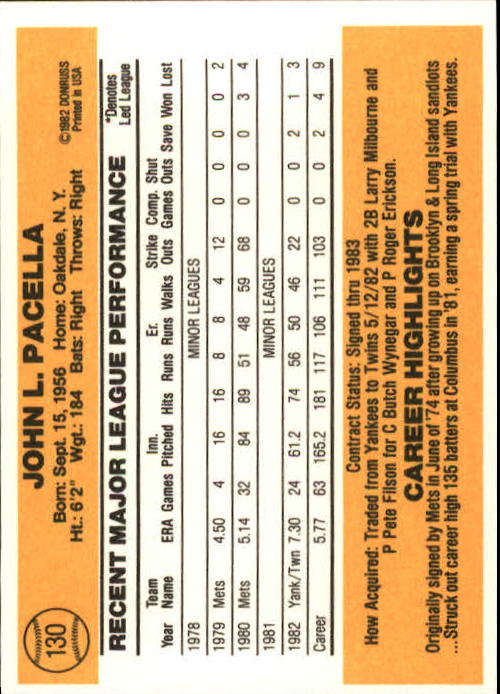 130
JOHN L. PACELLA
Born: Sept. 15, 1956 Home: Oakdale, N.Y.
Ht.: 6'2" Wgt.: 184 Bats: Right Throws: Right
©1982 DONRUSS
Printed in USA
RECENT MAJOR LEAGUE PERFORMANCE
*Denotes
Led League
Team Inn. Er. Strike Comp. Shut
Year Name ERA Games Pitched Hits Runs Runs Walks Outs Games Outs Save Won Lost
1978 MINOR LEAGUES
1979 Mets 4.50 4 16 16 8 8 4 12 0 0 0 0 2
1980 Mets 5.14 32 84 89 51 48 59 68 0 0 0 3 4
1981 MINOR LEAGUES
1982 Yank/Twn 7.30 24 61.2 74 56 50 46 22 0 0 2 1 3
Career 5.77 63 165.2 181 117 106 111 103 0 0 2 4 9
Contract Status: Signed thru 1983
How Acquired: Traded from Yankees to Twins 5/12/82 with 2B Larry Milbourne and
P Pete Filson for C Butch Wynegar and P Roger Erickson.
CAREER HIGHLIGHTS
Originally signed by Mets in June of '74 after growing up on Brooklyn & Long Island sandlots
...Struck out career high 135 batters at Columbus in '81, earning a spring trial with Yankees.